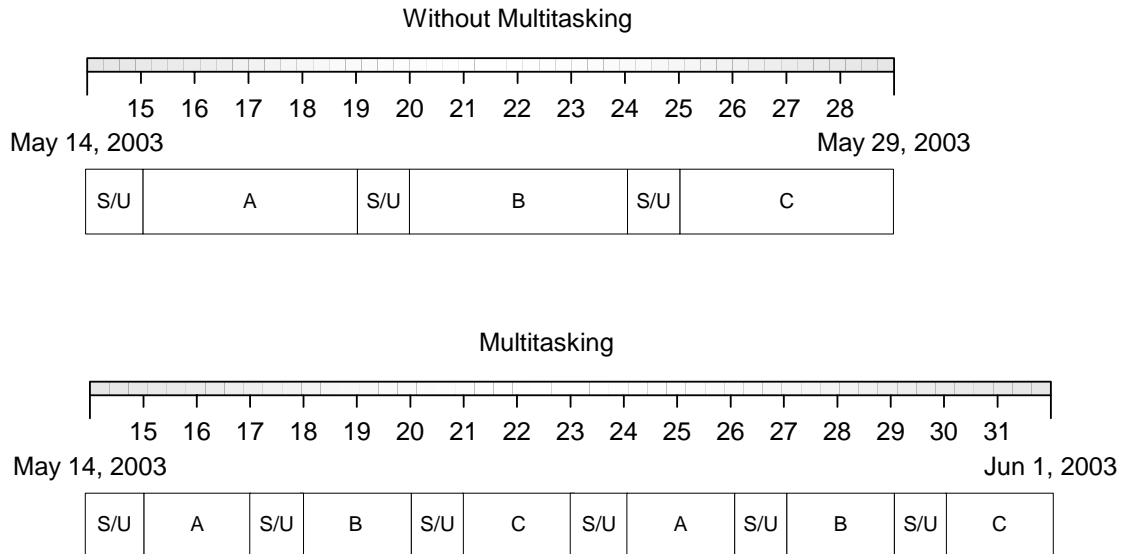 Without Multitasking
15 16 17 18 19 20 21 22 23 24 25 26 27 28
May 14, 2003 May 29, 2003
S/U A S/U B S/U C
Multitasking
15 16 17 18 19 20 21 22 23 24 25 26 27 28 29 30 31
May 14, 2003 Jun 1, 2003
S/U A S/U B S/U C S/U A S/U B S/U C